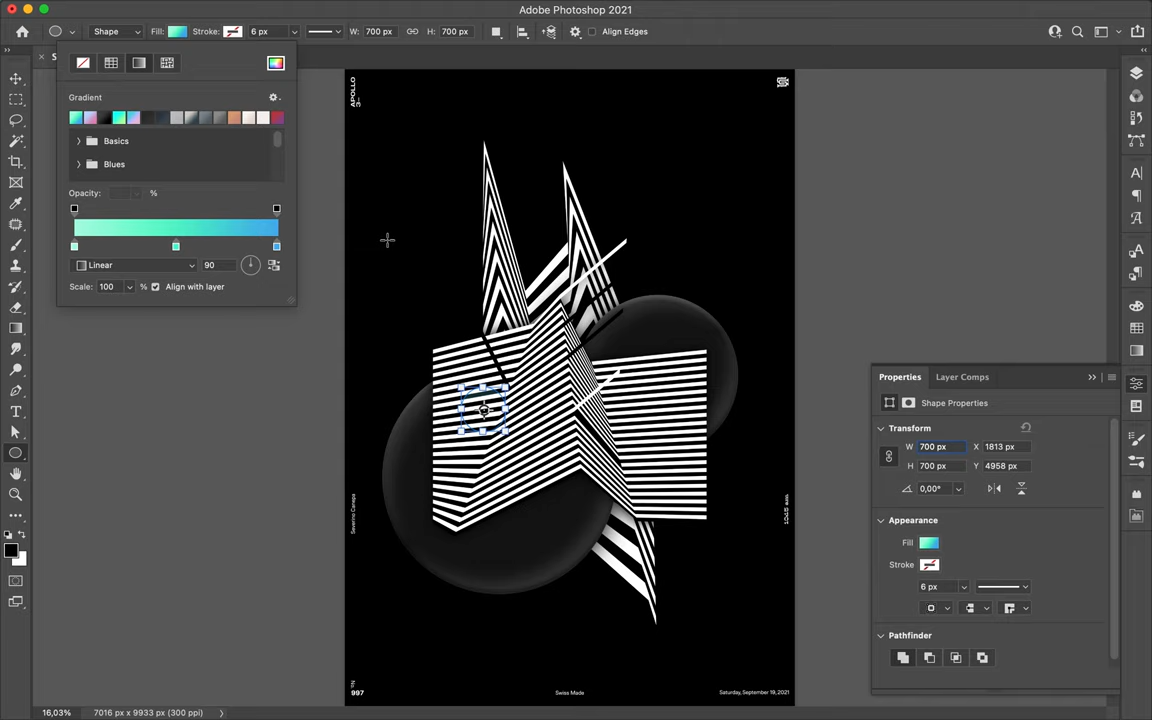 Adobe Photoshop 2021
Shape
Fill:
Stroke:
6 px
W: 700 px
H: 700 px
Align Edges
Gradient
Basics
Blues
Opacity:
%
Linear
90
Scale: 100 %
Align with layer
APOLLO
Severino Canepa
Swiss Made
Saturday, September 19, 2021
997
Properties
Layer Comps
Shape Properties
Transform
W 700 px X 1813 px
H 700 px Y 4958 px
0,00°
Appearance
Fill
Stroke
6 px
Pathfinder
16,03%
7016 px x 9933 px (300 ppi)